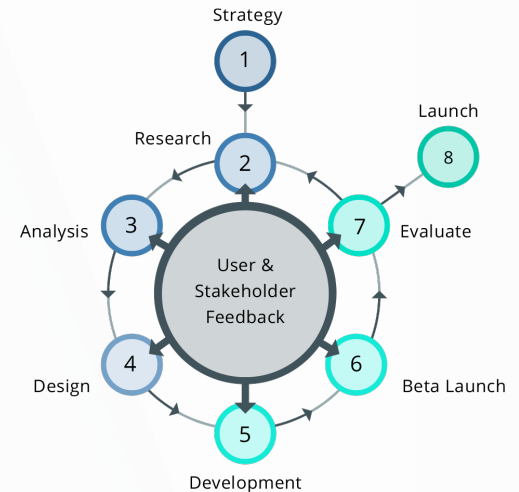 Strategy
1
Launch
8
Research
2
Analysis
3
7
Evaluate
User &
Stakeholder
Feedback
4
Design
6
Beta Launch
5
Development